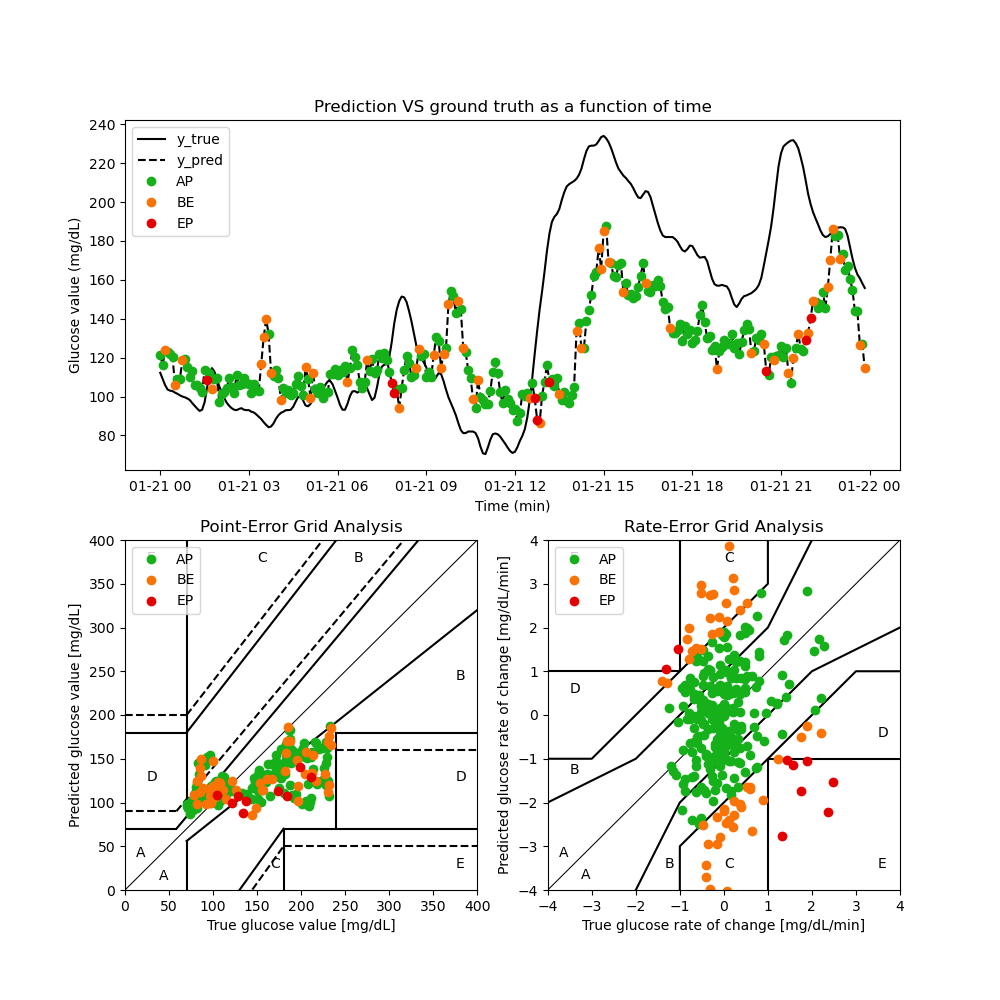 Prediction VS ground truth as a function of time
Glucose value (mg/dL)
240
220
200
180
160
140
120
100
80
y_true
y_pred
AP
BE
EP
01-21 00 01-21 03 01-21 06 01-21 09 01-21 12 01-21 15 01-21 18 01-21 21 01-22 00
Time (min)
Point-Error Grid Analysis
Predicted glucose value [mg/dL]
400
350
300
250
200
150
100
50
0
AP
BE
EP
C B
B
D D
A
A
C
E
0 50 100 150 200 250 300 350 400
True glucose value [mg/dL]
Rate-Error Grid Analysis
Predicted glucose rate of change [mg/dL/min]
4
3
2
1
0
−1
−2
−3
−4
AP
BE
EP
C
D
D
B
A
A
B C E
−4 −3 −2 −1 0 1 2 3 4
True glucose rate of change [mg/dL/min]